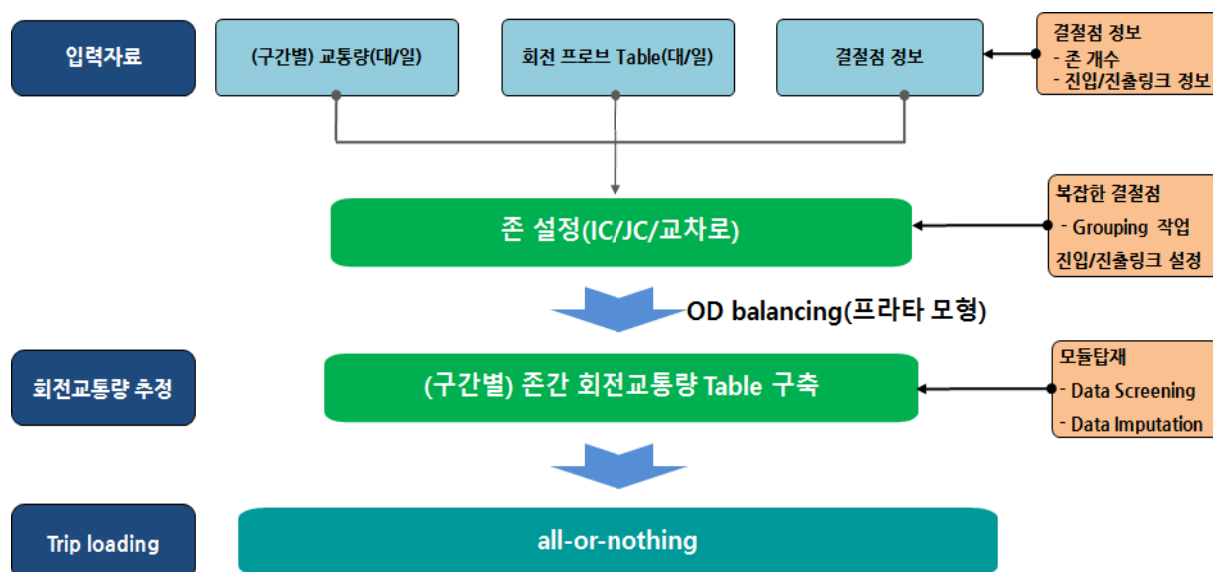 입력자료
(구간별) 교통량(대/일)
회전 프로브 Table(대/일)
결절점 정보
결절점 정보
- 존 개수
- 진입/진출링크 정보
존 설정(IC/JC/교차로)
복잡한 결절점
- Grouping 작업
진입/진출링크 설정
OD balancing(프라타 모형)
회전교통량 추정
(구간별) 존간 회전교통량 Table 구축
모듈탑재
- Data Screening
- Data Imputation
Trip loading
all-or-nothing